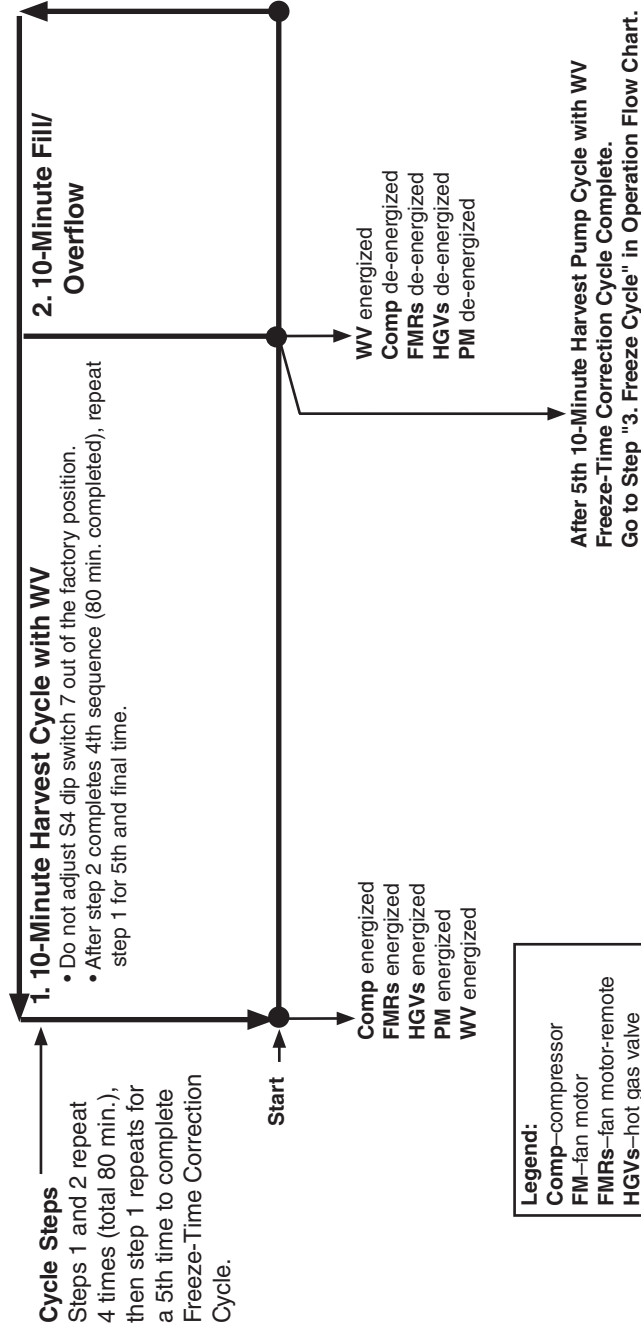 Cycle Steps
Steps 1 and 2 repeat
4 times (total 80 min.),
then step 1 repeats for
a 5th time to complete
Freeze-Time Correction
Cycle.
1. 10-Minute Harvest Cycle with WV
• Do not adjust S4 dip switch 7 out of the factory position.
• After step 2 completes 4th sequence (80 min. completed), repeat
step 1 for 5th and final time.
2. 10-Minute Fill/
Overflow
Start
Comp energized
FMRs energized
HGVs energized
PM energized
WV energized
WV energized
Comp de-energized
FMRs de-energized
HGVs de-energized
PM de-energized
After 5th 10-Minute Harvest Pump Cycle with WV
Freeze-Time Correction Cycle Complete.
Go to Step "3. Freeze Cycle" in Operation Flow Chart.
Legend:
Comp–compressor
FM–fan motor
FMRs–fan motor-remote
HGVs–hot gas valve